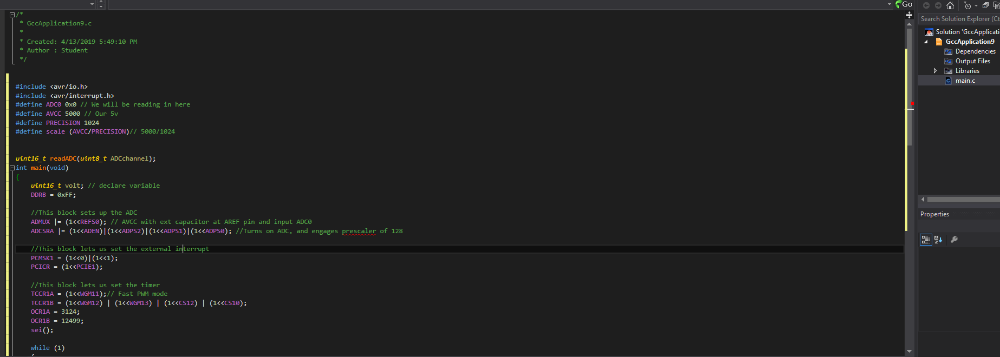 Go
/*
 * GccApplication9.c
 *
 * Created: 4/13/2019 5:49:10 PM
 * Author : Student
 */
#include <avr/io.h>
#include <avr/interrupt.h>
#define ADC0 0x0 // We will be reading in here
#define AVCC 5000 // Our 5v
#define PRECISION 1024
#define scale (AVCC/PRECISION)// 5000/1024
uint16_t readADC(uint8_t ADCchannel);
int main(void)
{
    uint16_t volt; // declare variable
    DDRB = 0xFF;
    //This block sets up the ADC
    ADMUX |= (1<<REFS0); // AVCC with ext capacitor at AREF pin and input ADC0
    ADCSRA |= (1<<ADEN)|(1<<ADPS2)|(1<<ADPS1)|(1<<ADPS0); //Turns on ADC, and engages prescaler of 128
    //This block lets us set the external interrupt
    PCMSK1 = (1<<0)|(1<<1);
    PCICR = (1<<PCIE1);
    //This block lets us set the timer
    TCCR1A = (1<<WGM11);// Fast PWM mode
    TCCR1B = (1<<WGM12) | (1<<WGM13) | (1<<CS12) | (1<<CS10);
    OCR1A = 3124;
    OCR1B = 12499;
    sei();
    while (1)
Search Solution Explorer (Ct
Solution 'GccApplicati
GccApplication9
Dependencies
Output Files
Libraries
main.c
Properties